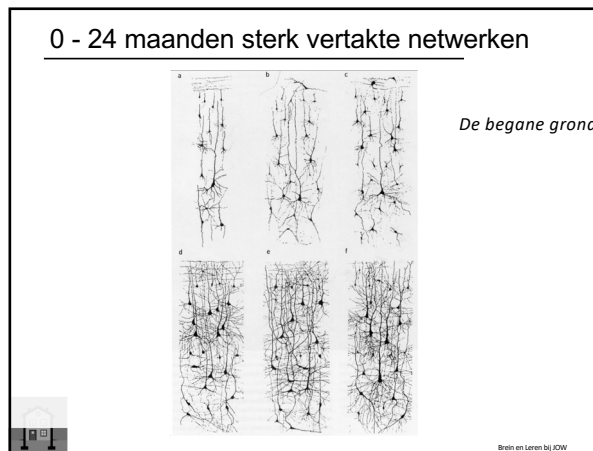 0 - 24 maanden sterk vertakte netwerken
a b c
De begane grond
d e f
Brein en Leren bij JOW